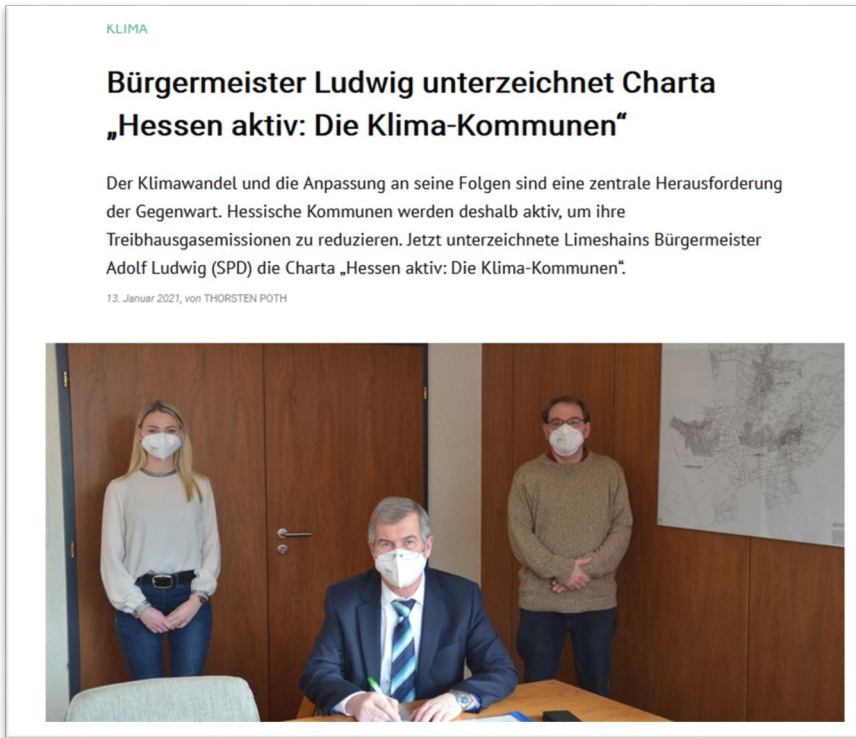 KLIMA
Bürgermeister Ludwig unterzeichnet Charta
„Hessen aktiv: Die Klima-Kommunen“
Der Klimawandel und die Anpassung an seine Folgen sind eine zentrale Herausforderung
der Gegenwart. Hessische Kommunen werden deshalb aktiv, um ihre
Treibhausgasemissionen zu reduzieren. Jetzt unterzeichnete Limeshains Bürgermeister
Adolf Ludwig (SPD) die Charta „Hessen aktiv: Die Klima-Kommunen“.
13. Januar 2021, von THORSTEN POTH